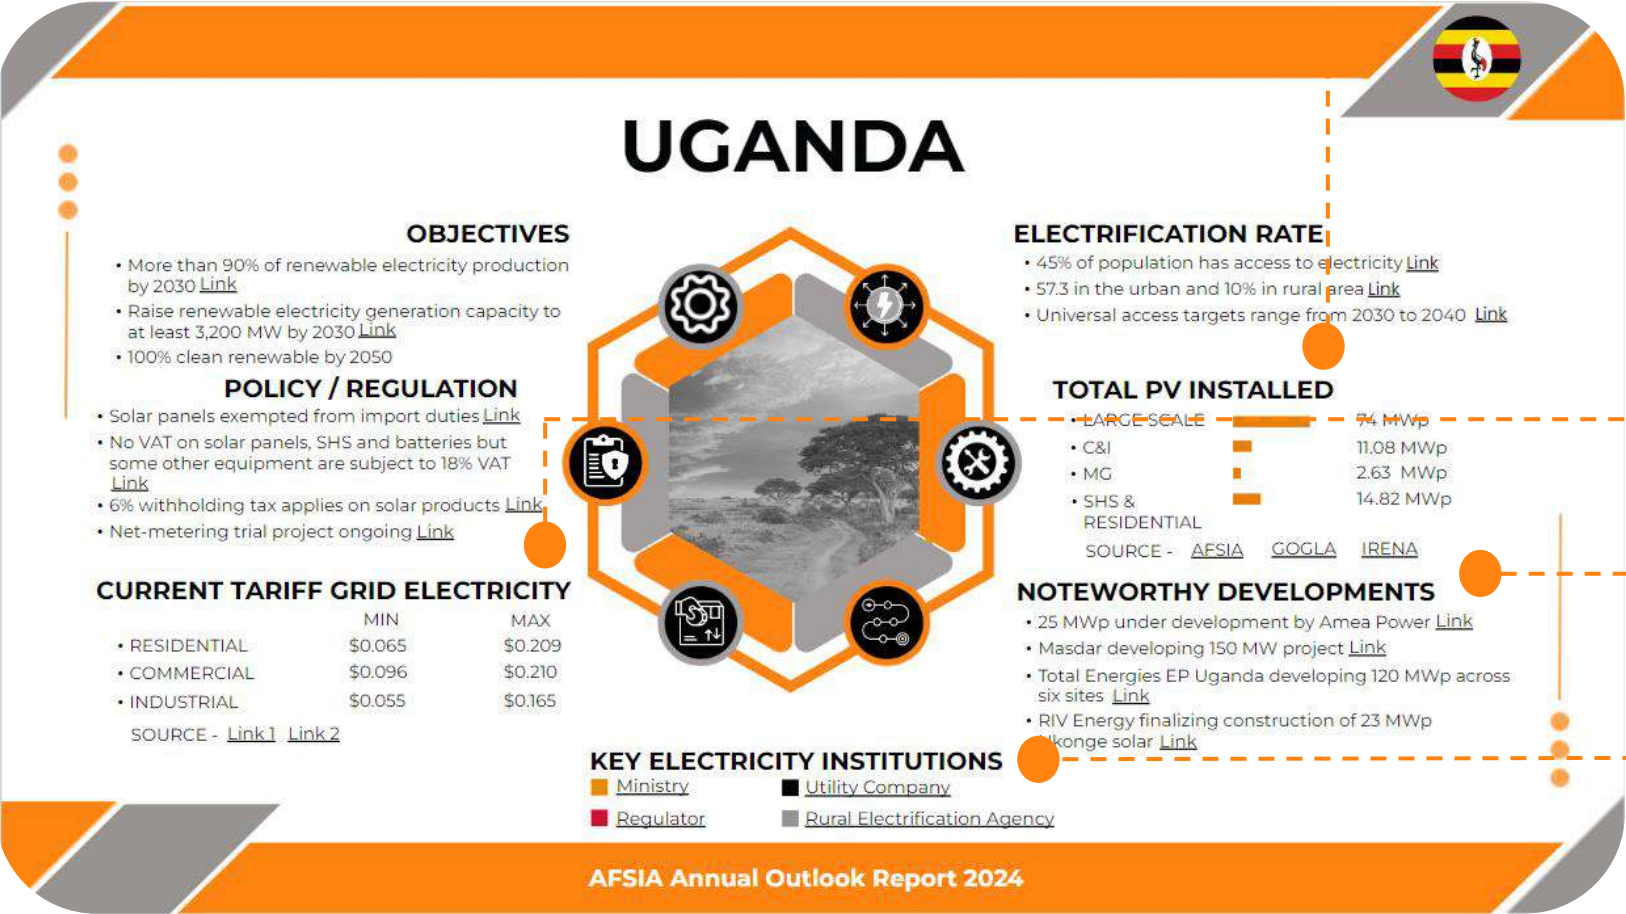 UGANDA
OBJECTIVES
• More than 90% of renewable electricity production
by 2030 Link
• Raise renewable electricity generation capacity to
at least 3,200 MW by 2030 Link
• 100% clean renewable by 2050
POLICY / REGULATION
• Solar panels exempted from import duties Link
• No VAT on solar panels, SHS and batteries but
some other equipment are subject to 18% VAT
Link
• 6% withholding tax applies on solar products Link
• Net-metering trial project ongoing Link
CURRENT TARIFF GRID ELECTRICITY
MIN MAX
• RESIDENTIAL $0.065 $0.209
• COMMERCIAL $0.096 $0.210
• INDUSTRIAL $0.055 $0.165
SOURCE - Link 1 Link 2
ELECTRIFICATION RATE
• 45% of population has access to electricity Link
• 57.3 in the urban and 10% in rural area Link
• Universal access targets range from 2030 to 2040 Link
TOTAL PV INSTALLED
• LARGE SCALE 74 MWp
• C&I 11.08 MWp
• MG 2.63 MWp
• SHS & 14.82 MWp
RESIDENTIAL
SOURCE - AFSIA GOGLA IRENA
NOTEWORTHY DEVELOPMENTS
• 25 MWp under development by Amea Power Link
• Masdar developing 150 MW project Link
• Total Energies EP Uganda developing 120 MWp across
six sites Link
• RIV Energy finalizing construction of 23 MWp
solar Link
KEY ELECTRICITY INSTITUTIONS
Ministry Utility Company
Regulator Rural Electrification Agency
AFSIA Annual Outlook Report 2024